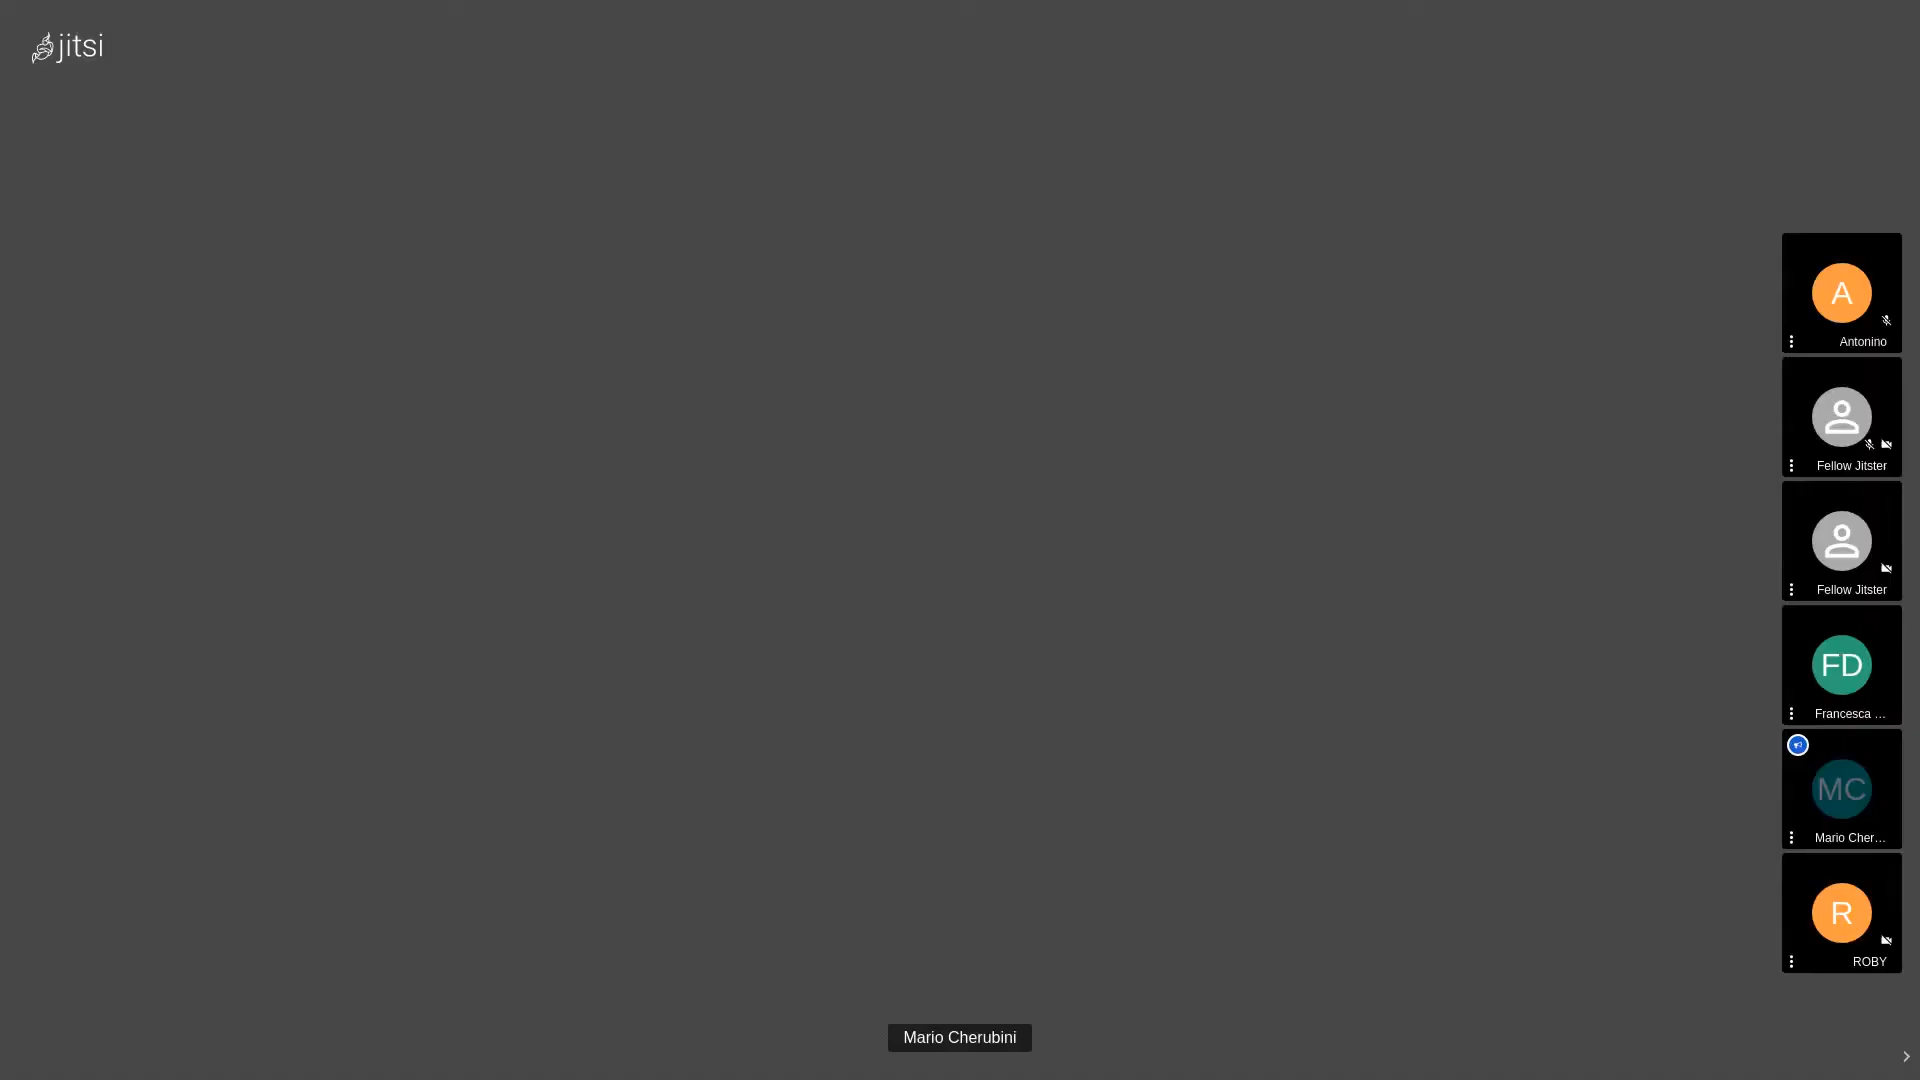 jitsi
A
Antonino
Fellow Jitster
Fellow Jitster
FD
Francesca ...
MC
Mario Cher...
R
ROBY
Mario Cherubini